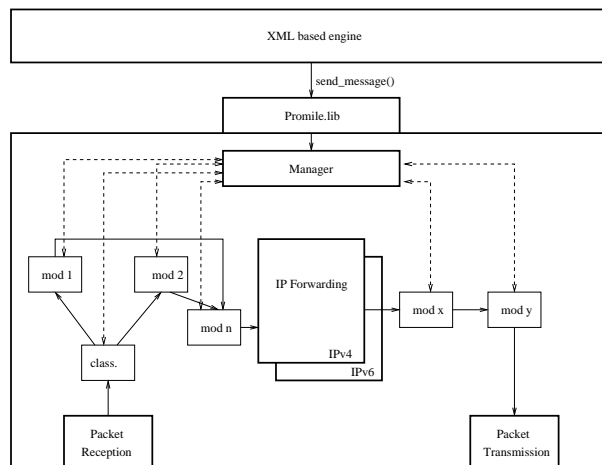 XML based engine
send_message()
Promile.lib
Manager
mod 1
mod 2
IP Forwarding
mod n
mod x
mod y
class.
IPv4
IPv6
Packet
Reception
Packet
Transmission